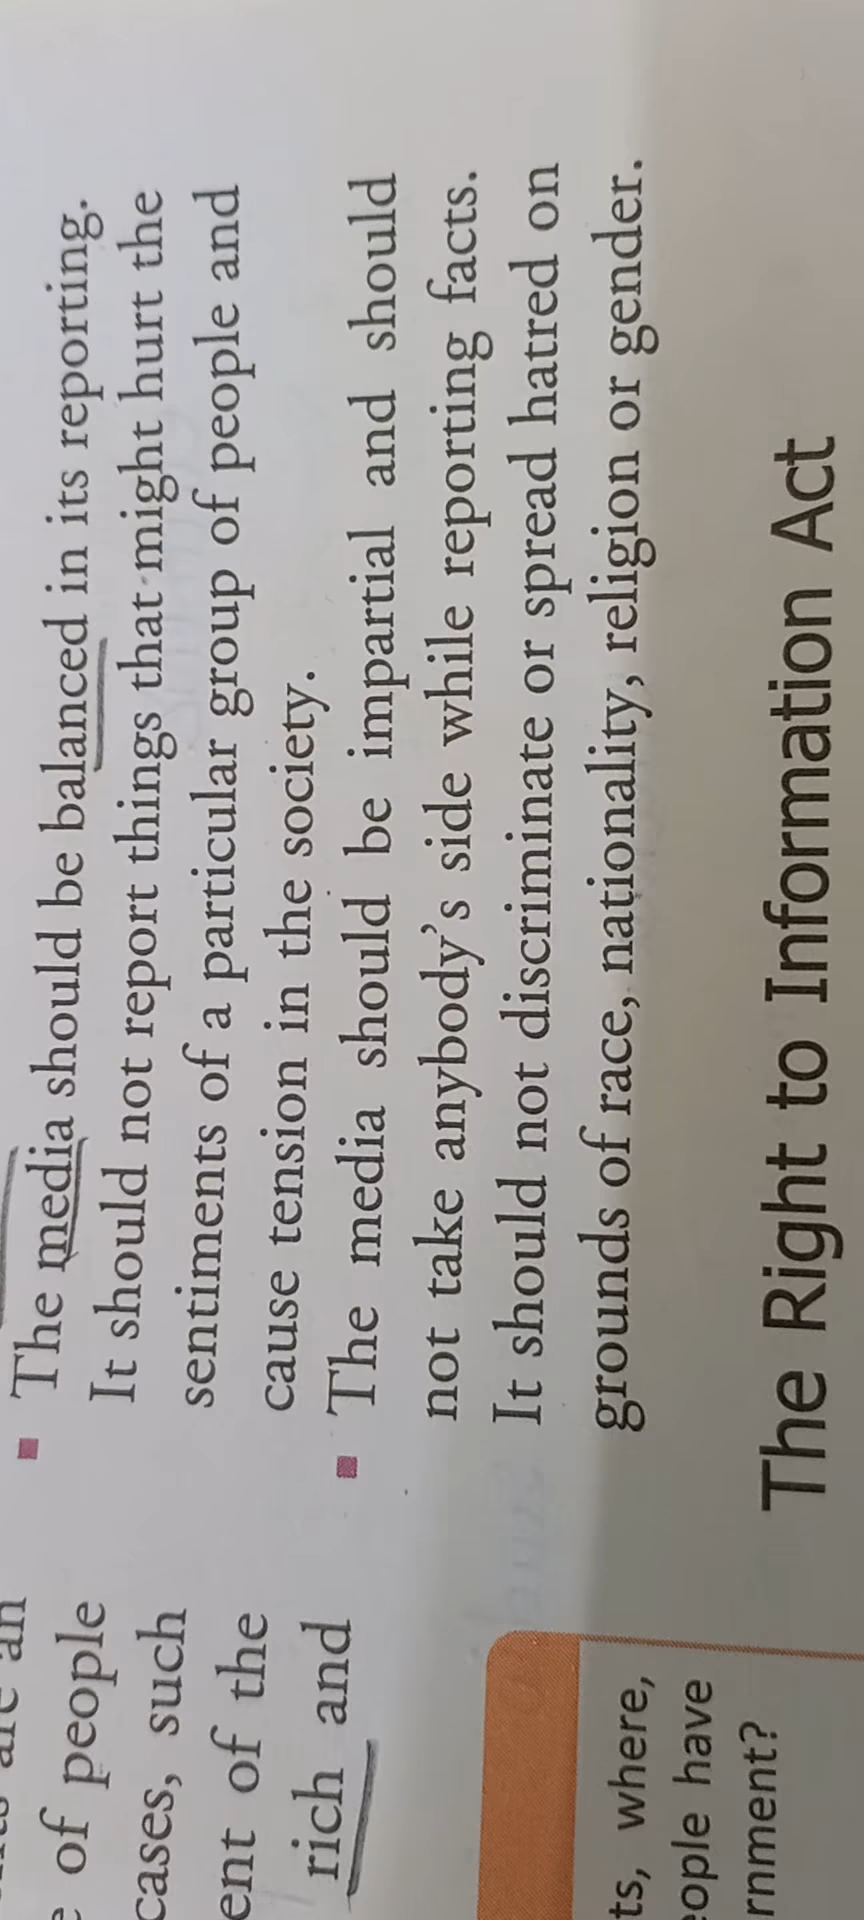 of people
cases, such
ent of the
rich and
ts, where,
ople have
rnment?
The media should be balanced in its reporting.
It should not report things that might hurt the
sentiments of a particular group of people and
cause tension in the society.
The media should be impartial and should
not take anybody's side while reporting facts.
It should not discriminate or spread hatred on
grounds of race, nationality, religion or gender.
The Right to Information Act